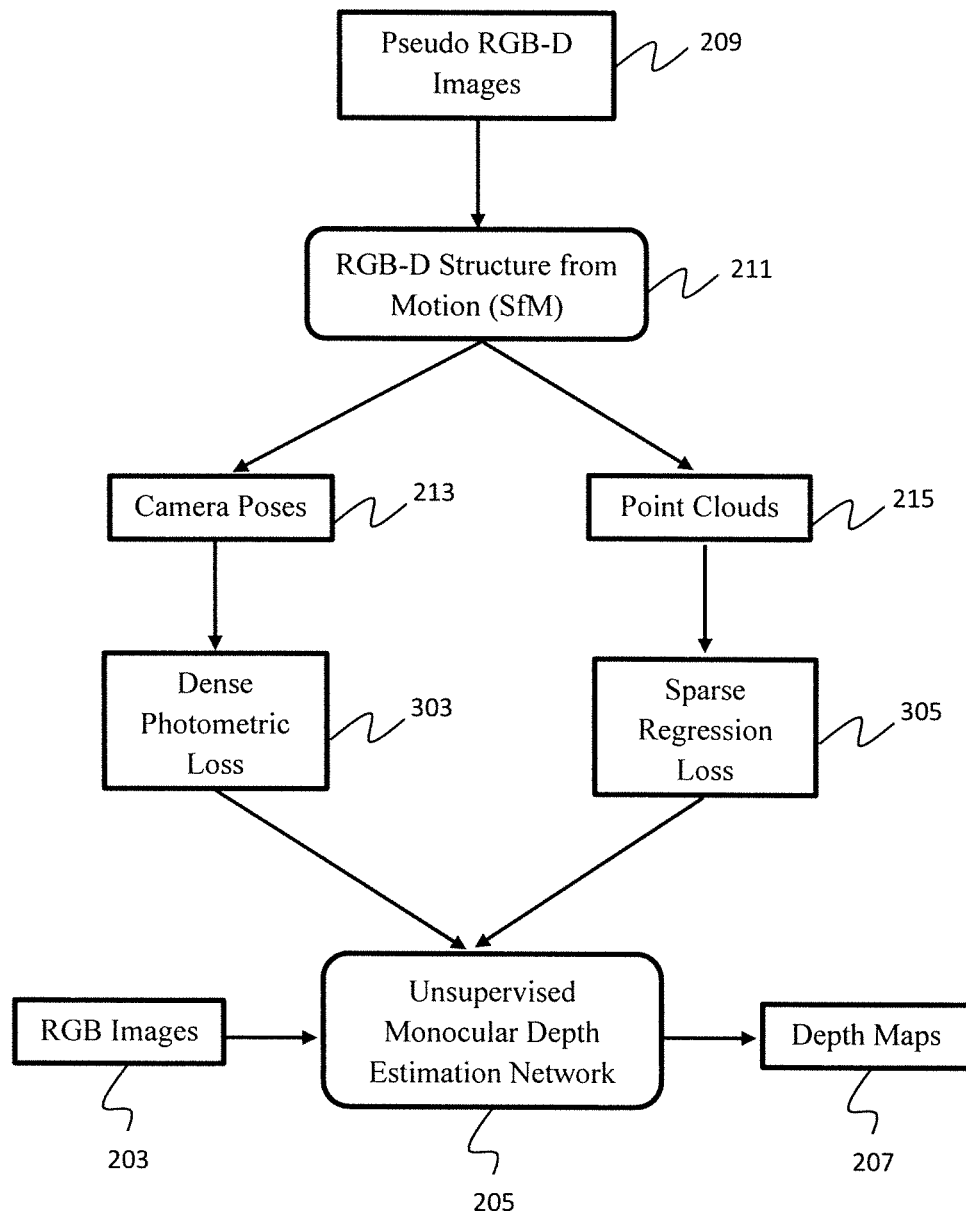 Pseudo RGB-D
Images
209
RGB-D Structure from
Motion (SfM)
211
Camera Poses
213
Point Clouds
215
Dense
Photometric
Loss
303
Sparse
Regression
Loss
305
RGB Images
203
Unsupervised
Monocular Depth
Estimation Network
205
Depth Maps
207